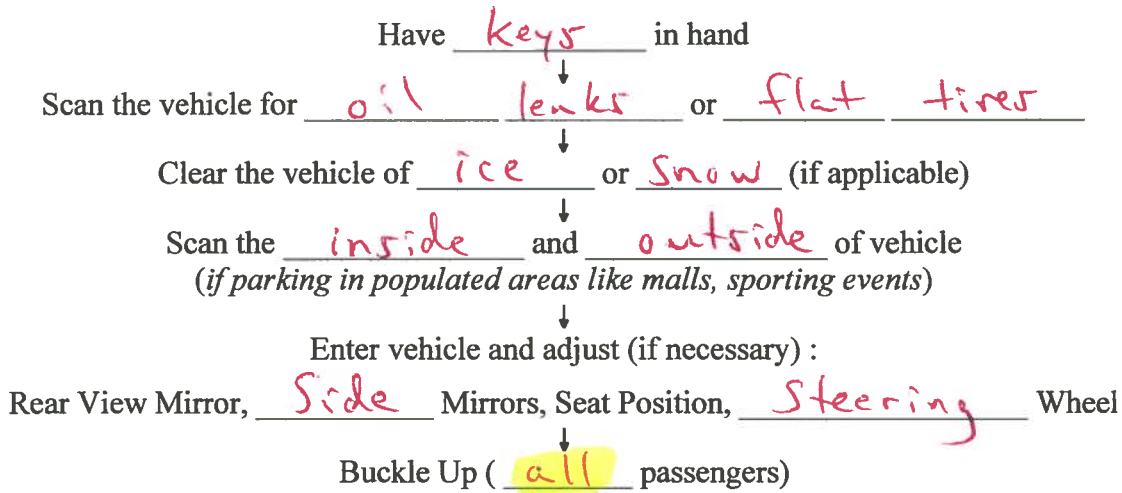 Have keys in hand
Scan the vehicle for oil leaks or flat tires
Clear the vehicle of ice or Snow (if applicable)
Scan the inside and outside of vehicle
(if parking in populated areas like malls, sporting events)
Enter vehicle and adjust (if necessary) :
Rear View Mirror, Side Mirrors, Seat Position, Steering Wheel
Buckle Up ( all passengers)